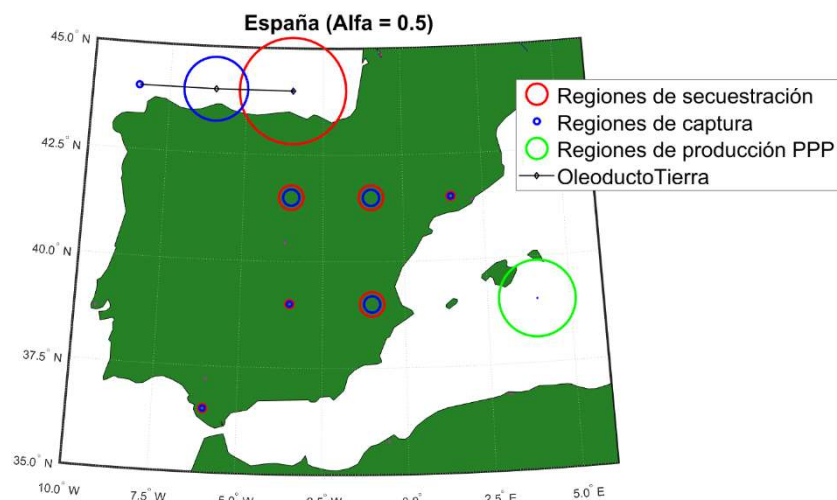 España (Alfa = 0.5)
45.0° N
42.5° N
40.0° N
37.5° N
35.0° N
10.0° W
7.5° W
5.0° W
2.5° W
0.0°
2.5° E
5.0° E
Regiones de secuestración
Regiones de captura
Regiones de producción PPP
OleoductoTierra